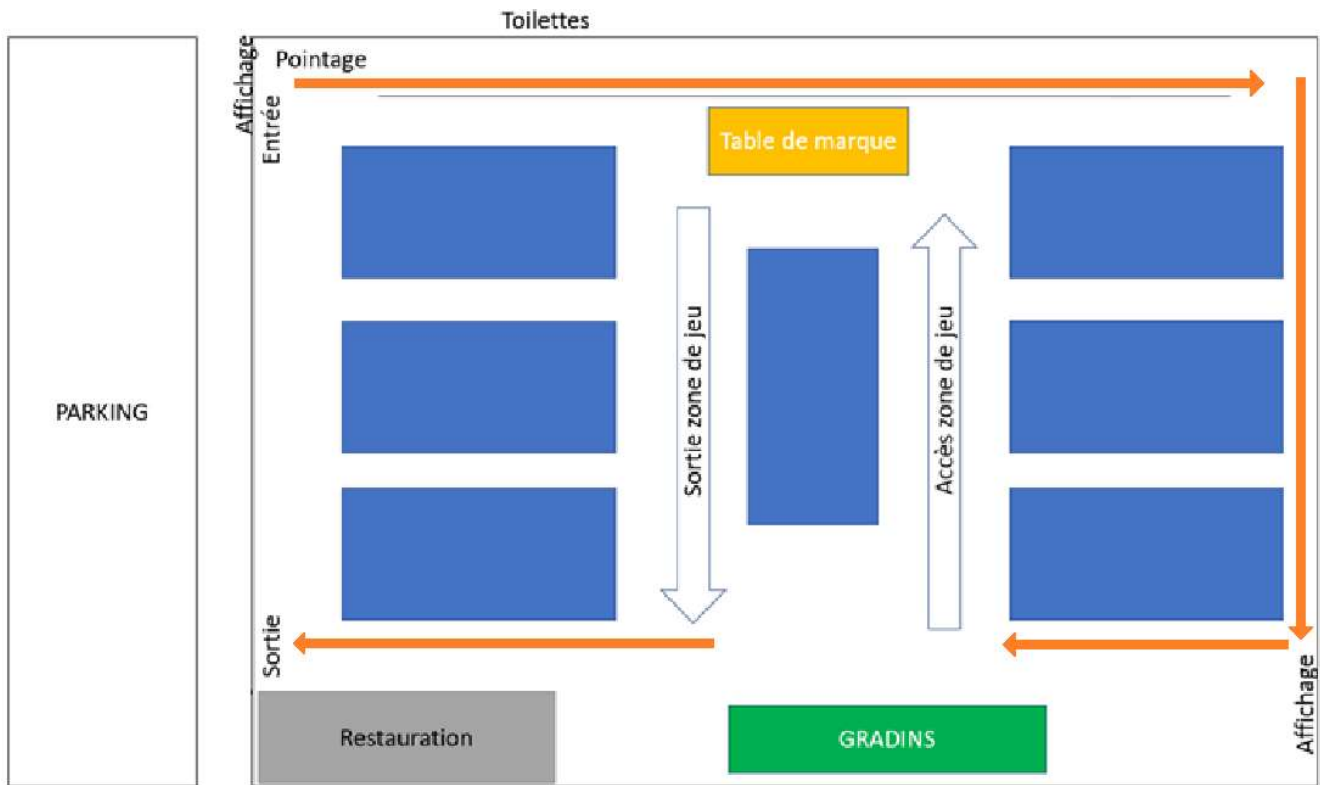 Toilettes
Affichage
Pointage
Entrée
Table de marque
PARKING
Sortie zone de jeu
Accès zone de jeu
Sortie
Affichage
Restauration
GRADINS